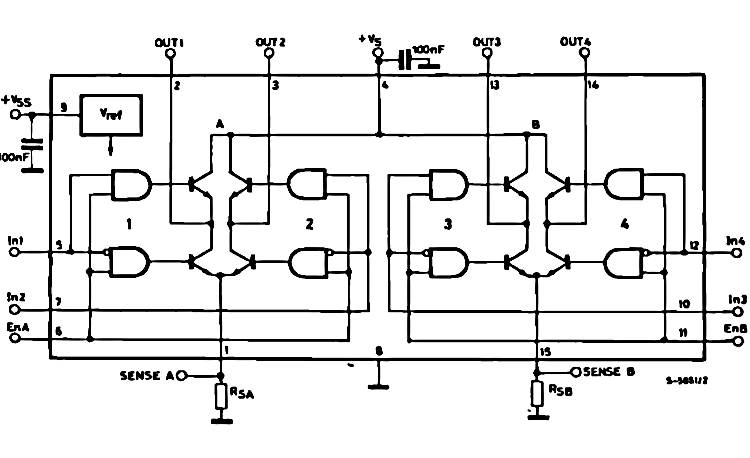 OUT1 OUT2 +VS 100nF OUT3 OUT4
2 3 4 13 14
+VSS 9 Vref
A B
100nF
1 2 3 4
In1 5 12 In4
In2 7 10 In3
EnA 6 11 EnB
1 8 15
SENSE A SENSE B
RSA RSB